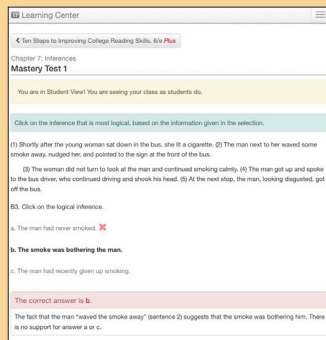 TP Learning Center
Ten Steps to Improving College Reading Skills, 6/e Plus
Chapter 7: Inferences
Mastery Test 1
You are in Student View! You are seeing your class as students do.
Click on the inference that is most logical, based on the information given in the selection.
(1) Shortly after the young woman sat down in the bus, she lit a cigarette. (2) The man next to her waved some
smoke away, nudged her, and pointed to the sign at the front of the bus.
(3) The woman did not turn to look at the man and continued smoking calmly. (4) The man got up and spoke
to the bus driver, who continued driving and shook his head. (5) At the next stop, the man, looking disgusted, got
off the bus.
B3. Click on the logical inference.
a. The man had never smoked.
b. The smoke was bothering the man.
c. The man had recently given up smoking.
The correct answer is b.
The fact that the man "waved the smoke away" (sentence 2) suggests that the smoke was bothering him. There
is no support for answer a or c.